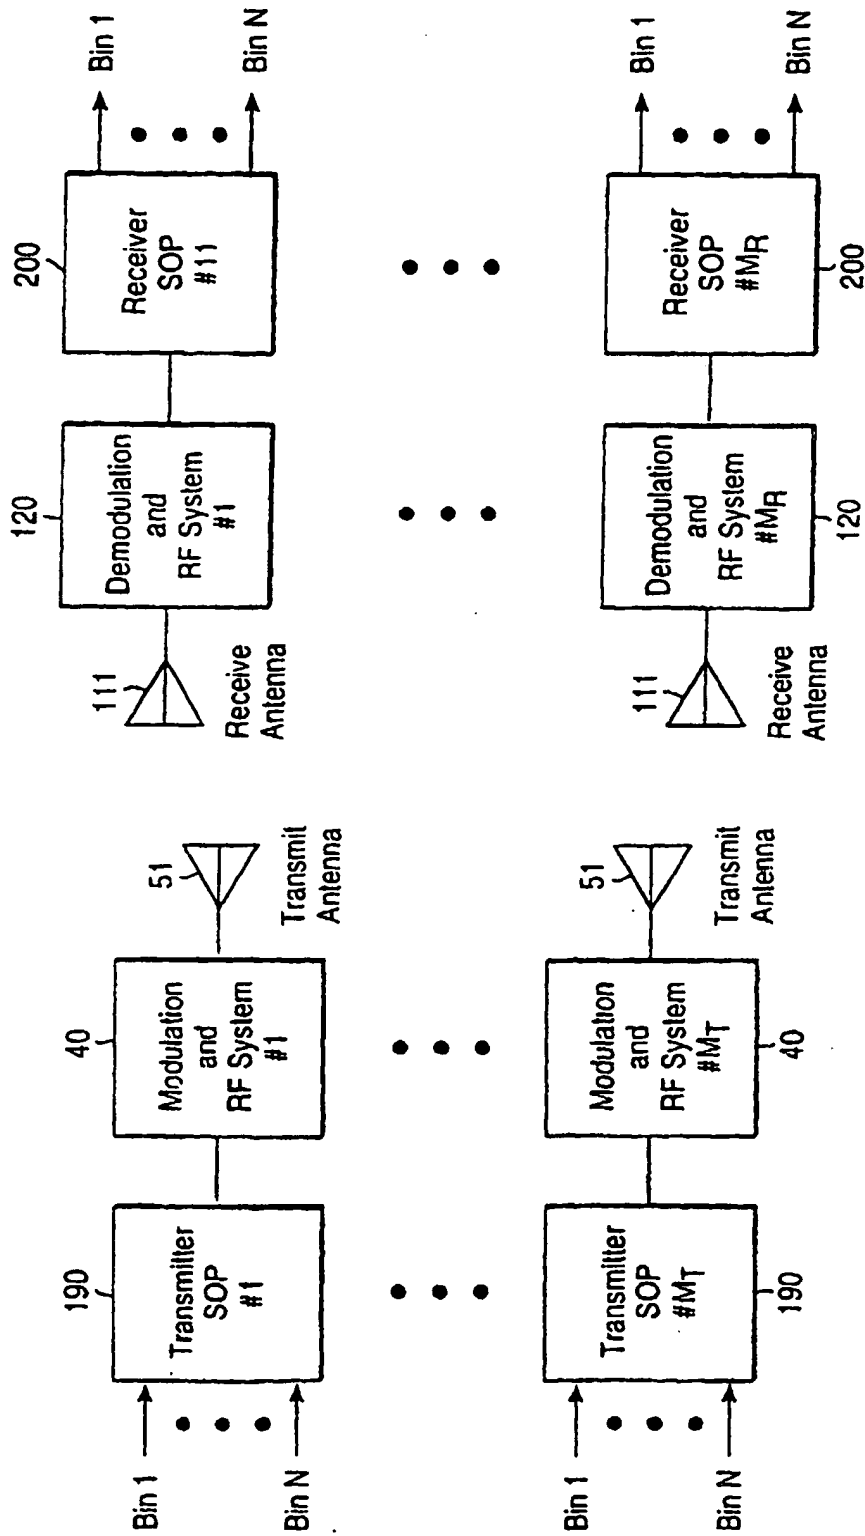 Bin 1
Bin N
190
Transmitter
SOP
#1
40
Modulation
and
RF System
#1
51
Transmit
Antenna
111
Receive
Antenna
120
Demodulation
and
RF System
#1
200
Receiver
SOP
#11
Bin 1
Bin N
Bin 1
Bin N
Transmitter
SOP
#MT
190
Modulation
and
RF System
#MT
40
51
Transmit
Antenna
111
Receive
Antenna
Demodulation
and
RF System
#MR
120
Receiver
SOP
#MR
200
Bin 1
Bin N